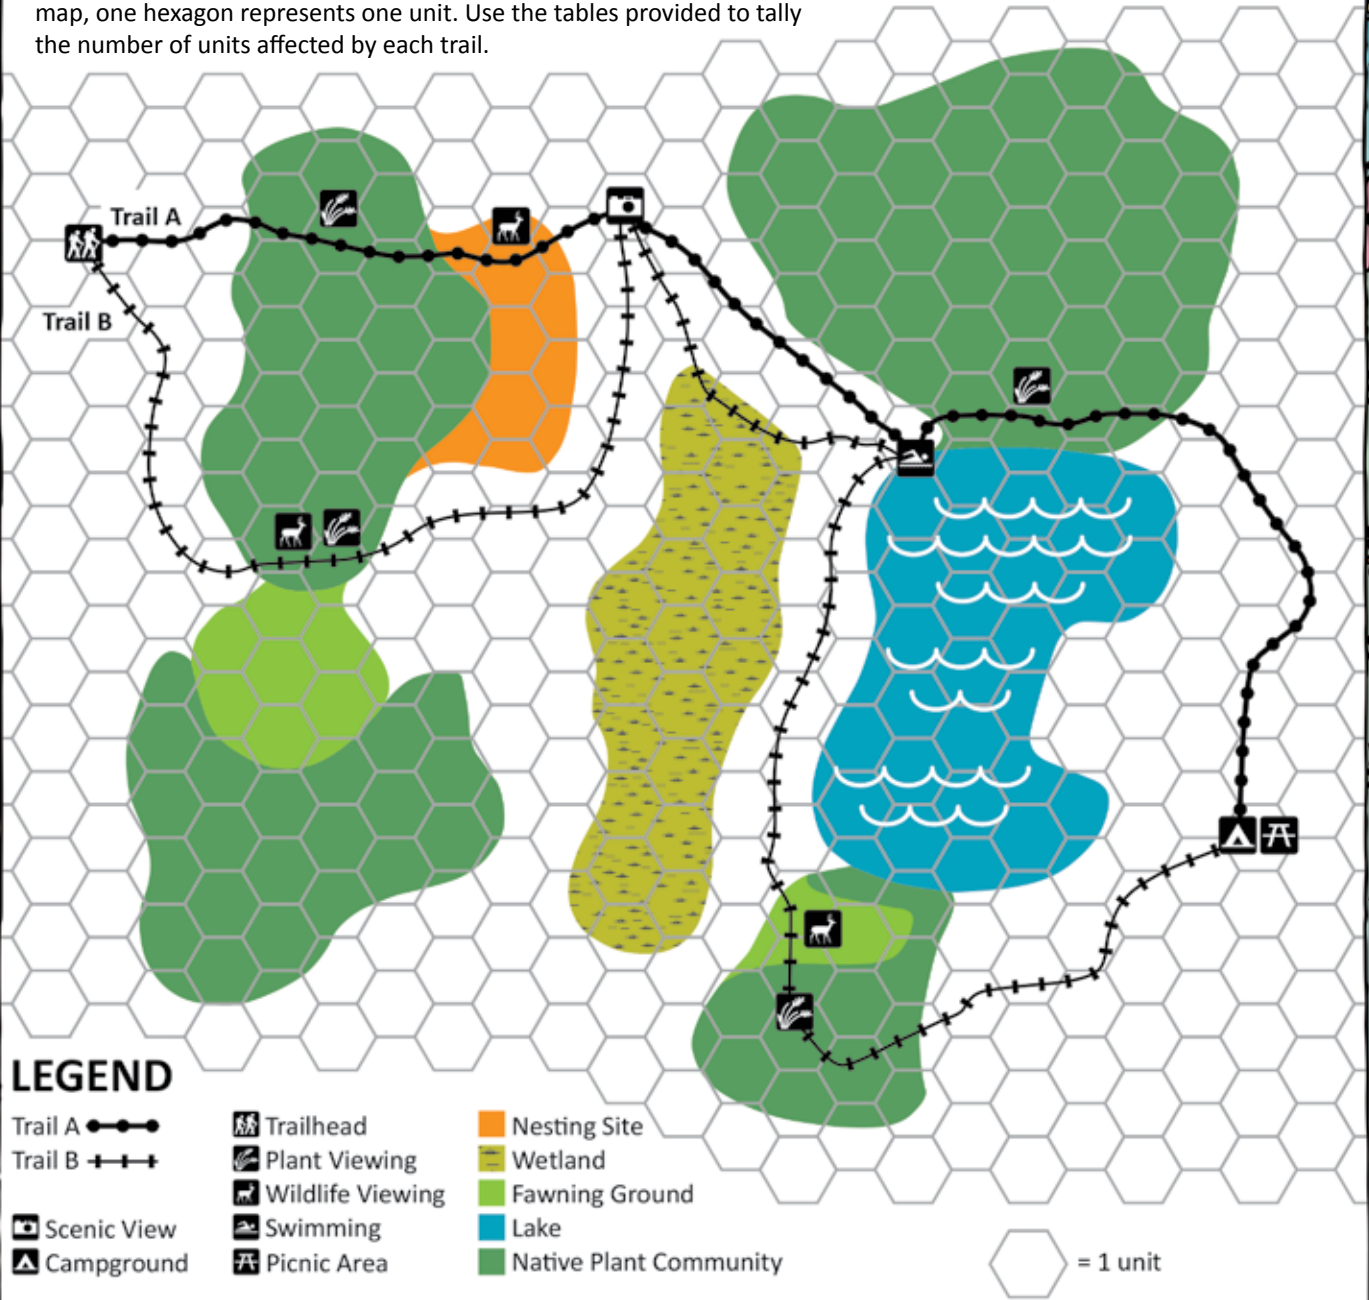 map, one hexagon represents one unit. Use the tables provided to tally
the number of units affected by each trail.
Trail A
Trail B
LEGEND
Trail A
Trail B
Scenic View
Campground
Trailhead
Plant Viewing
Wildlife Viewing
Swimming
Picnic Area
Nesting Site
Wetland
Fawning Ground
Lake
Native Plant Community
= 1 unit